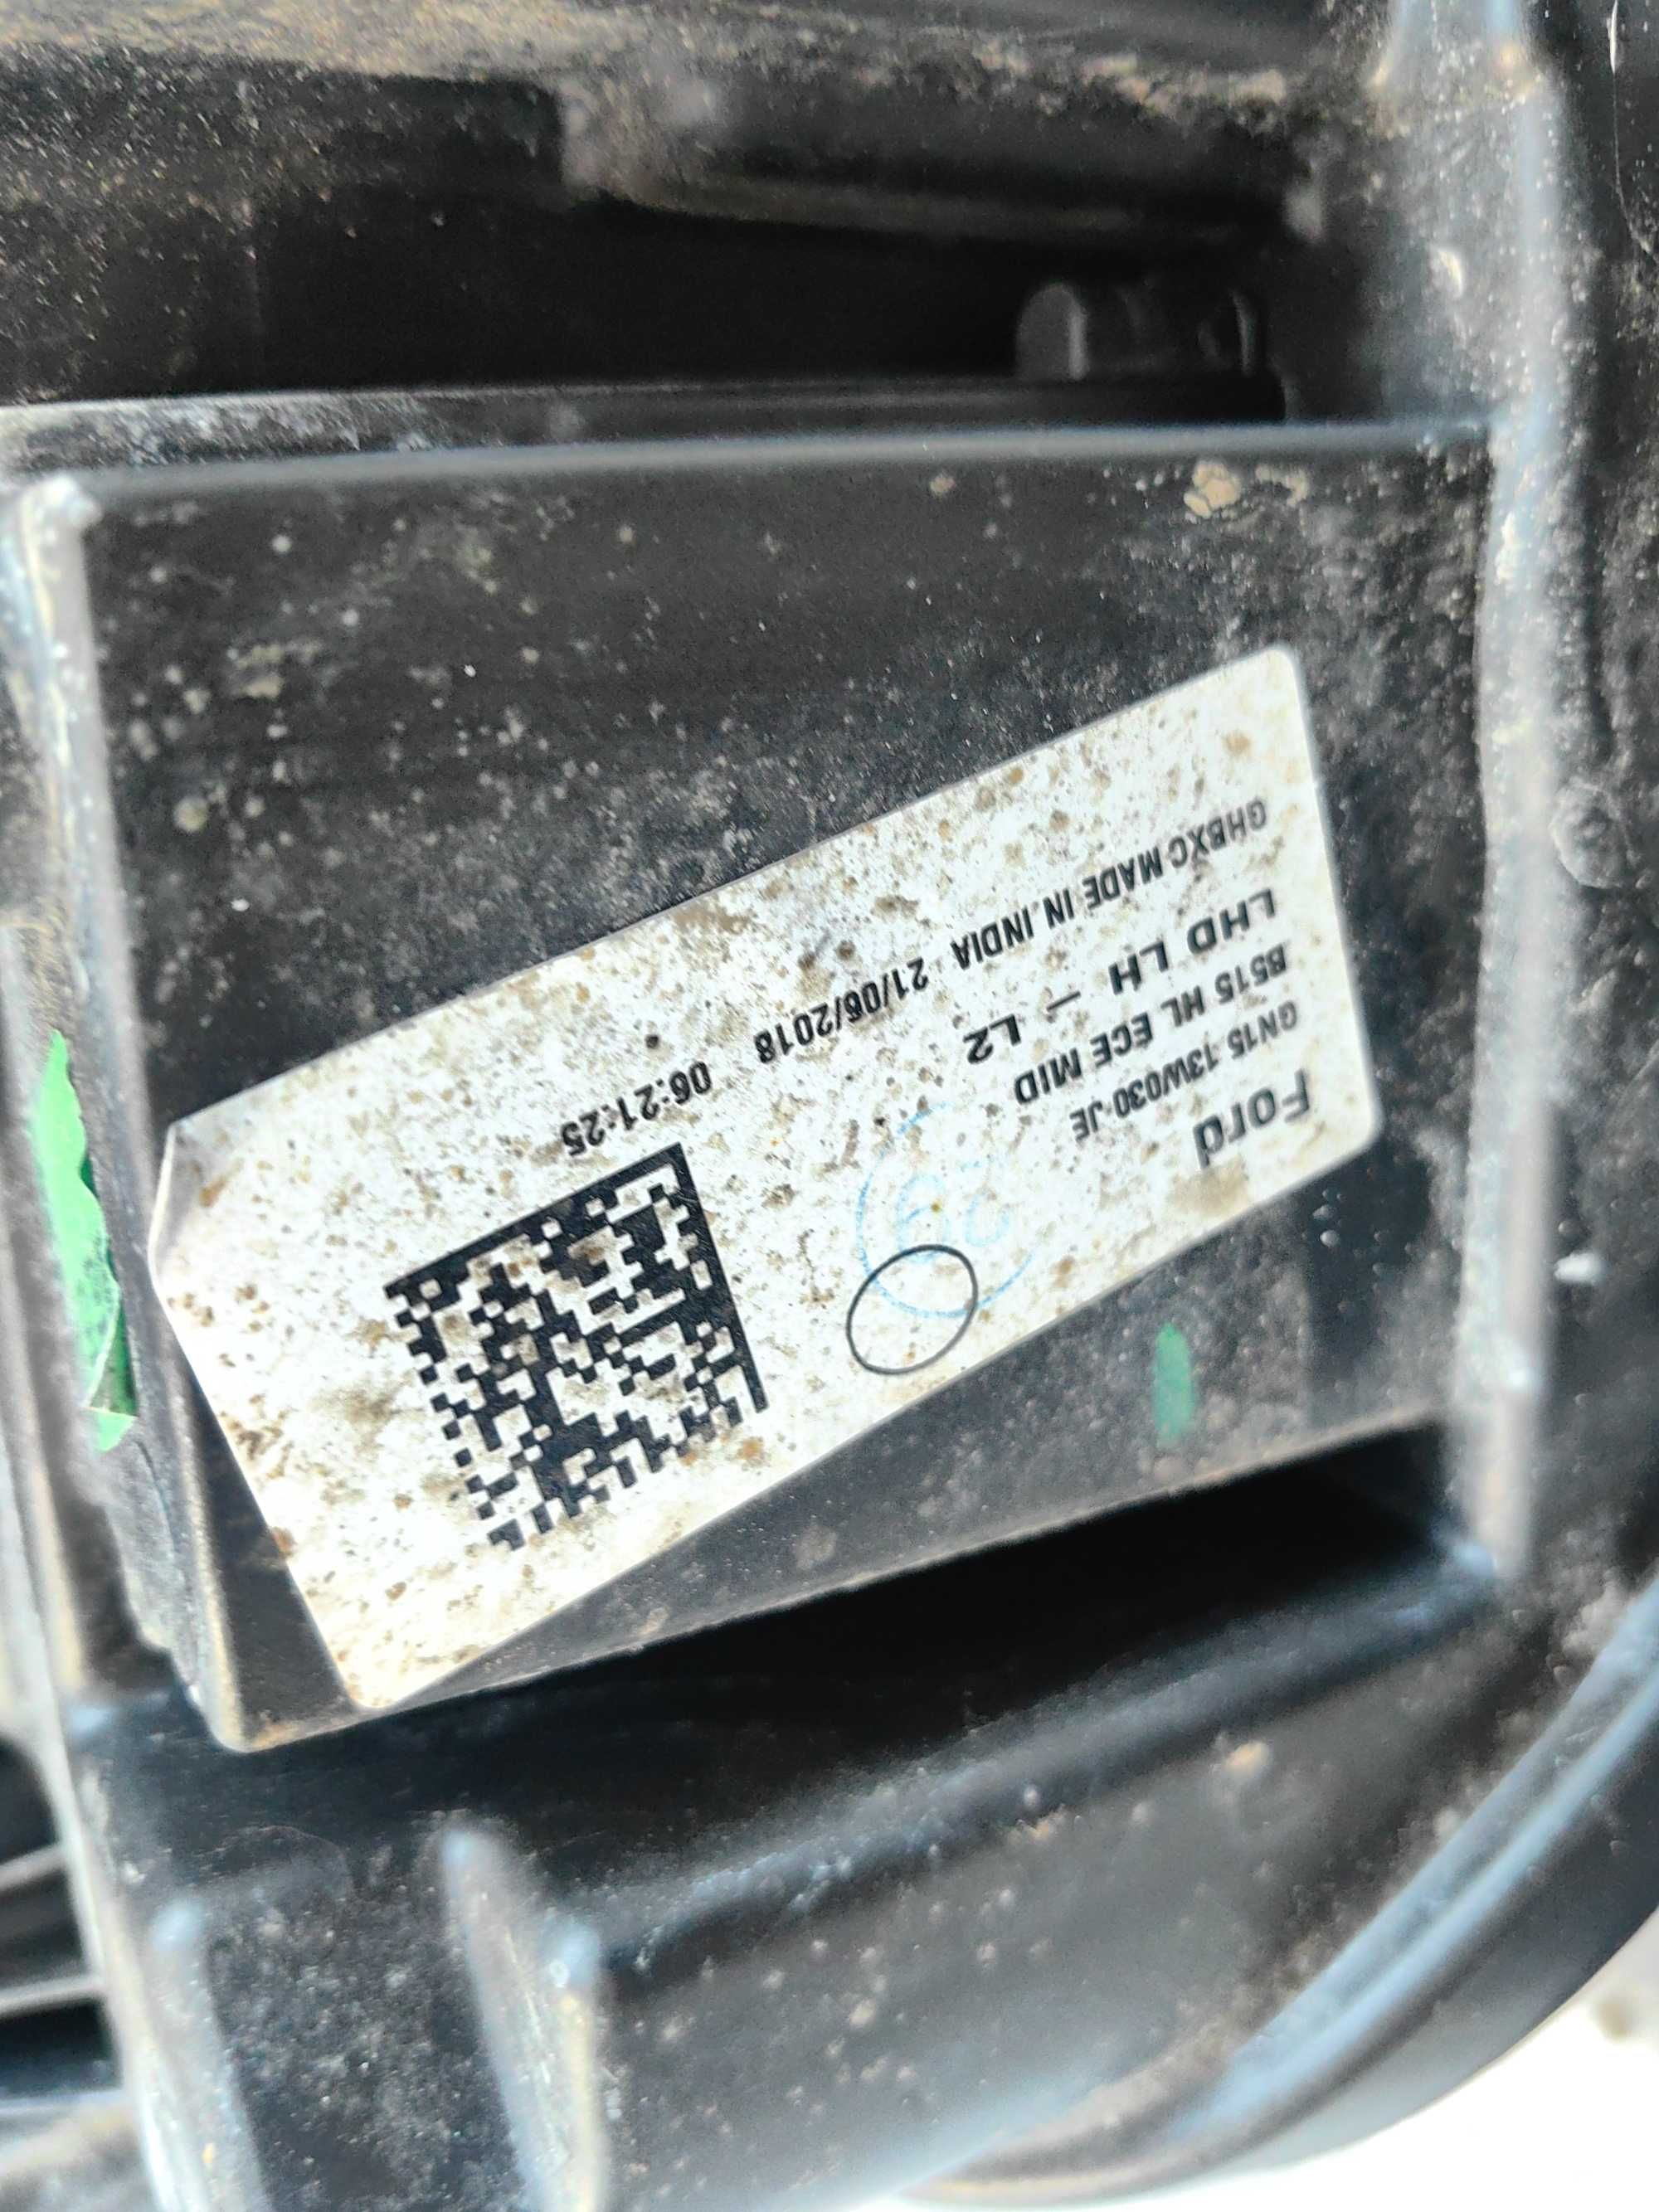 Ford
GN15-13W030-JE
B515 HL ECE MID
LHD LH - L2
GHBXC MADE IN INDIA 21/06/2018 06:21:25